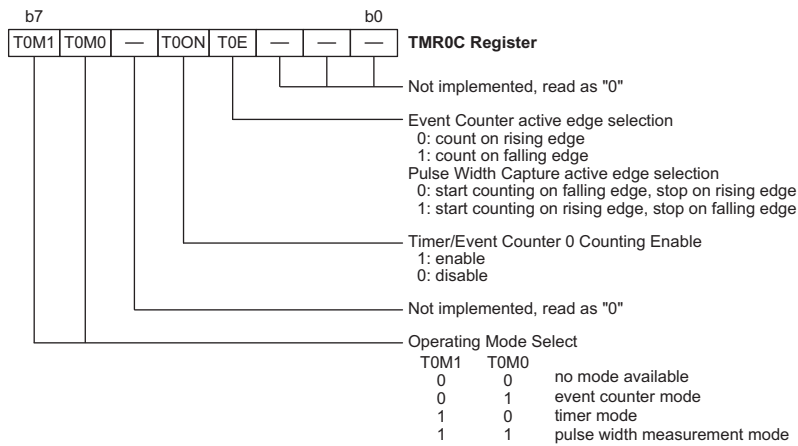 b7 b0
T0M1 T0M0 — T0ON T0E — — — TMR0C Register
Not implemented, read as "0"
Event Counter active edge selection
0: count on rising edge
1: count on falling edge
Pulse Width Capture active edge selection
0: start counting on falling edge, stop on rising edge
1: start counting on rising edge, stop on falling edge
Timer/Event Counter 0 Counting Enable
1: enable
0: disable
Not implemented, read as "0"
Operating Mode Select
T0M1 T0M0
0 0 no mode available
0 1 event counter mode
1 0 timer mode
1 1 pulse width measurement mode